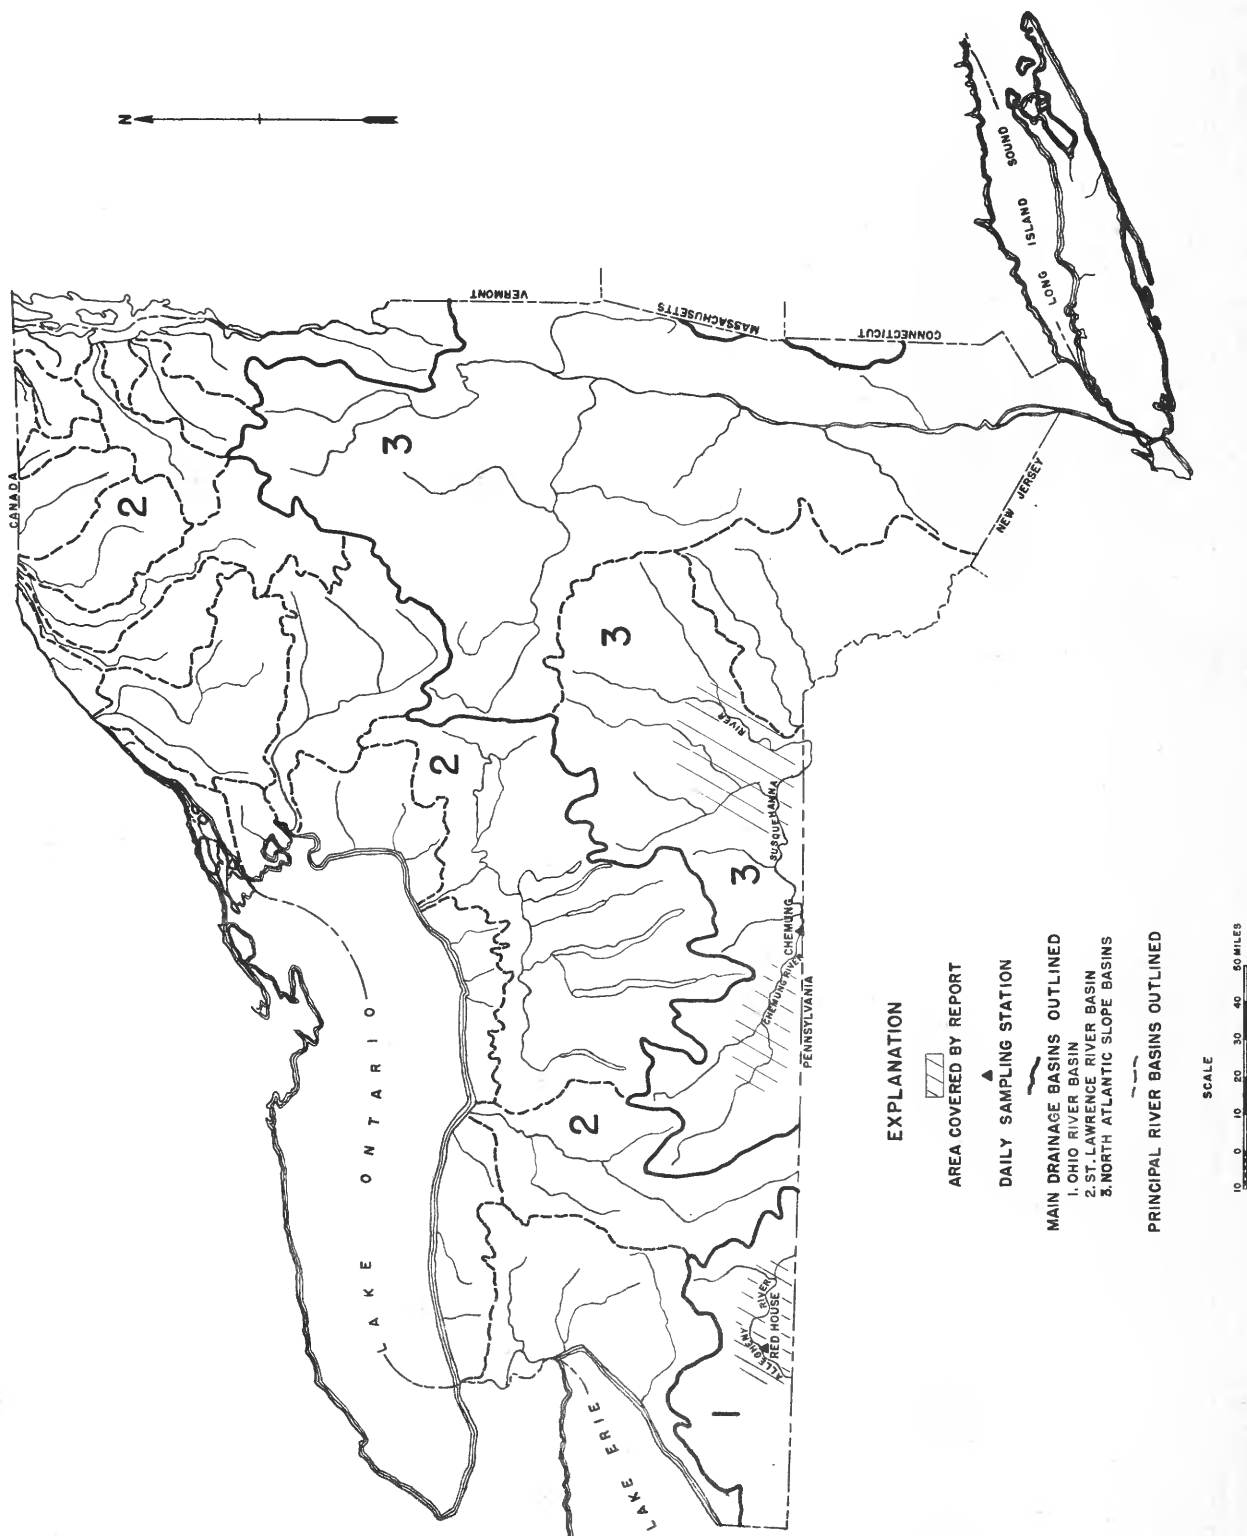 N
CANADA
2
3
VERMONT
MASSACHUSETTS
CONNECTICUT
LONG ISLAND SOUND
NEW JERSEY
3
2
RIVER
SUSQUEHANNA
3
CHEMUNG
CHEMUNG RIVER
PENNSYLVANIA
LAKE ONTARIO
2
ALLEGHENY RIVER
RED HOUSE
1
LAKE ERIE
EXPLANATION
AREA COVERED BY REPORT
DAILY SAMPLING STATION
MAIN DRAINAGE BASINS OUTLINED
1. OHIO RIVER BASIN
2. ST. LAWRENCE RIVER BASIN
3. NORTH ATLANTIC SLOPE BASINS
PRINCIPAL RIVER BASINS OUTLINED
SCALE
10 0 10 20 30 40 50 MILES